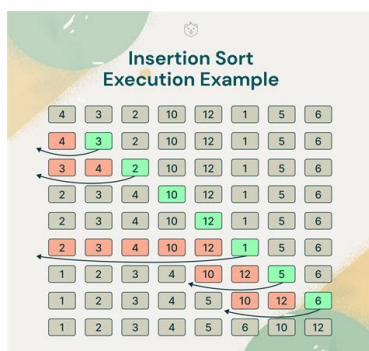 Insertion Sort
Execution Example
4 3 2 10 12 1 5 6
4 3 2 10 12 1 5 6
3 4 2 10 12 1 5 6
2 3 4 10 12 1 5 6
2 3 4 10 12 1 5 6
2 3 4 10 12 1 5 6
1 2 3 4 10 12 5 6
1 2 3 4 5 10 12 6
1 2 3 4 5 6 10 12